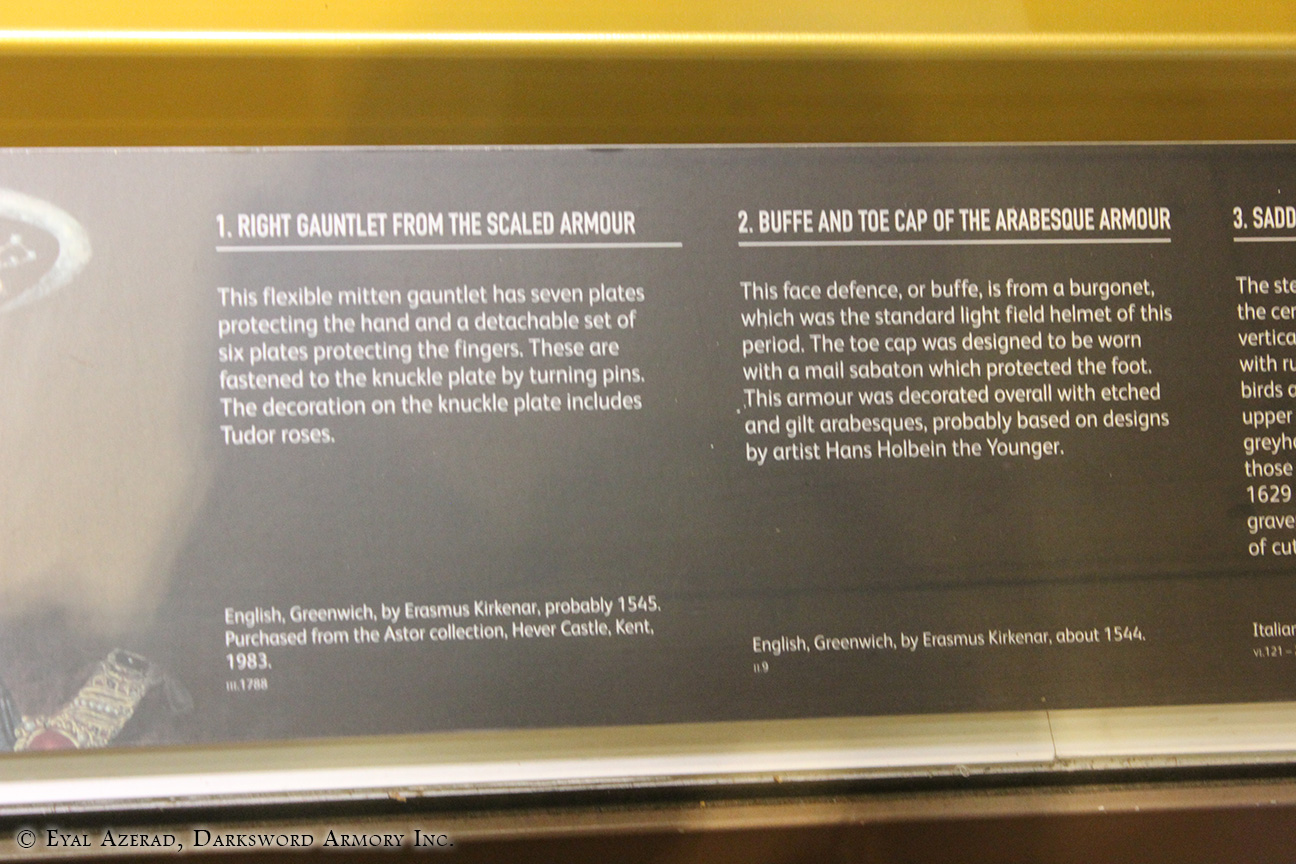 1. RIGHT GAUNTLET FROM THE SCALED ARMOUR
This flexible mitten gauntlet has seven plates
protecting the hand and a detachable set of
six plates protecting the fingers. These are
fastened to the knuckle plate by turning pins.
The decoration on the knuckle plate includes
Tudor roses.
English, Greenwich, by Erasmus Kirkenar, probably 1545.
Purchased from the Astor collection, Hever Castle, Kent,
1983.
III.1788
2. BUFFE AND TOE CAP OF THE ARABESQUE ARMOUR
This face defence, or buffe, is from a burgonet,
which was the standard light field helmet of this
period. The toe cap was designed to be worn
with a mail sabaton which protected the foot.
This armour was decorated overall with etched
and gilt arabesques, probably based on designs
by artist Hans Holbein the Younger.
English, Greenwich, by Erasmus Kirkenar, about 1544.
II.9
3. SADD
The ste
the cer
vertica
with ru
birds
upper
greyh
those
1629
grave
of cut
Italian
VI.121 -
© Eyal Azerad, Darksword Armory Inc.